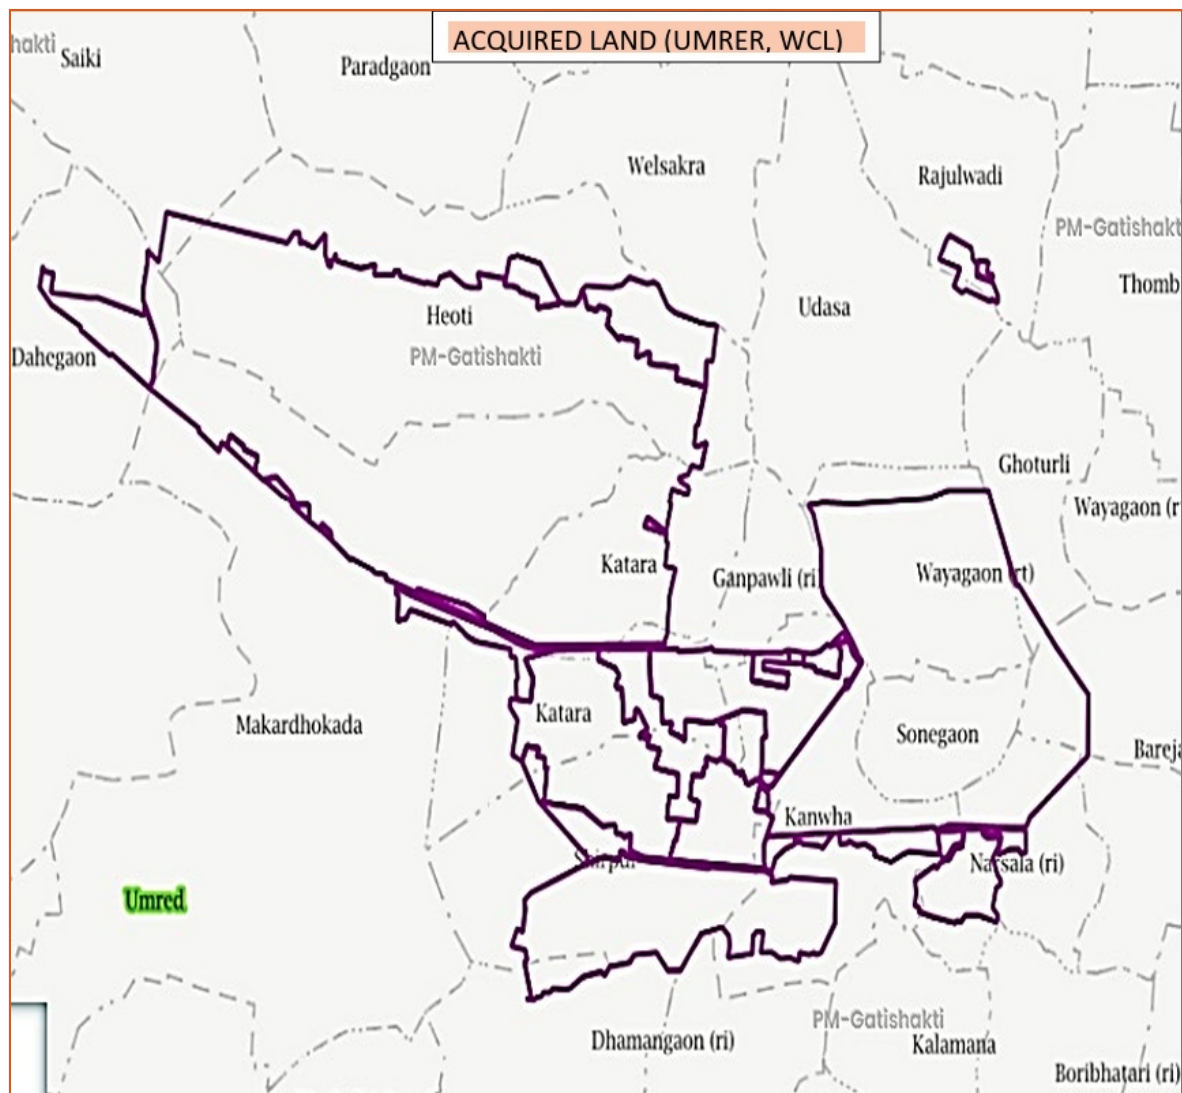 ACQUIRED LAND (UMRER, WCL)
hakti
Saiki
Paradgaon
Welsakra
Rajulwadi
PM-Gatishakt
Thomb
Udasa
Heoti
PM-Gatishakti
Dahegaon
Ghoturli
Wayagaon (r
Katara
Ganpawli (ri
Wayagaon (rt)
Makardhokada
Katara
Sonegaon
Bareja
Kanwha
Narsala (ri)
Umred
PM-Gatishakti
Dhamangaon (ri)
Kalamana
Boribhatari (ri)